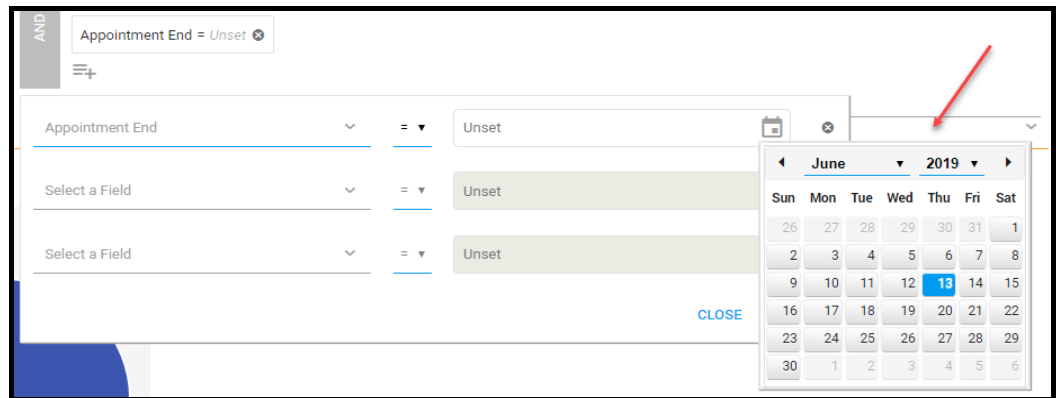 AND
Appointment End = Unset
Appointment End = Unset
Select a Field = Unset
Select a Field = Unset
CLOSE
June 2019
Sun Mon Tue Wed Thu Fri Sat
26 27 28 29 30 31 1
2 3 4 5 6 7 8
9 10 11 12 13 14 15
16 17 18 19 20 21 22
23 24 25 26 27 28 29
30 1 2 3 4 5 6